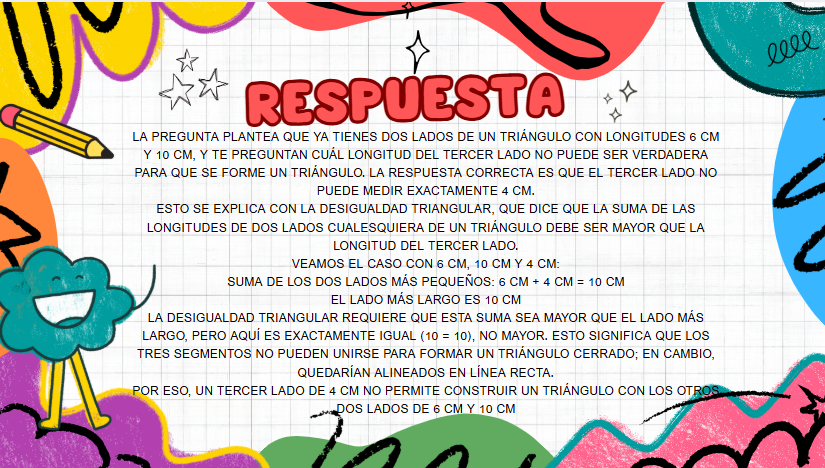 RESPUESTA
LA PREGUNTA PLANTEA QUE YA TIENES DOS LADOS DE UN TRIÁNGULO CON LONGITUDES 6 CM
Y 10 CM, Y TE PREGUNTAN CUÁL LONGITUD DEL TERCER LADO NO PUEDE SER VERDADERA
PARA QUE SE FORME UN TRIÁNGULO. LA RESPUESTA CORRECTA ES QUE EL TERCER LADO NO
PUEDE MEDIR EXACTAMENTE 4 CM.
ESTO SE EXPLICA CON LA DESIGUALDAD TRIANGULAR, QUE DICE QUE LA SUMA DE LAS
LONGITUDES DE DOS LADOS CUALESQUIERA DE UN TRIÁNGULO DEBE SER MAYOR QUE LA
LONGITUD DEL TERCER LADO.
VEAMOS EL CASO CON 6 CM, 10 CM Y 4 CM:
SUMA DE LOS DOS LADOS MÁS PEQUEÑOS: 6 CM + 4 CM = 10 CM
EL LADO MÁS LARGO ES 10 CM
LA DESIGUALDAD TRIANGULAR REQUIERE QUE ESTA SUMA SEA MAYOR QUE EL LADO MÁS
LARGO, PERO AQUÍ ES EXACTAMENTE IGUAL (10 = 10), NO MAYOR. ESTO SIGNIFICA QUE LOS
TRES SEGMENTOS NO PUEDEN UNIRSE PARA FORMAR UN TRIÁNGULO CERRADO; EN CAMBIO,
QUEDARÍAN ALINEADOS EN LÍNEA RECTA.
POR ESO, UN TERCER LADO DE 4 CM NO PERMITE CONSTRUIR UN TRIÁNGULO CON LOS OTROS
DOS LADOS DE 6 CM Y 10 CM